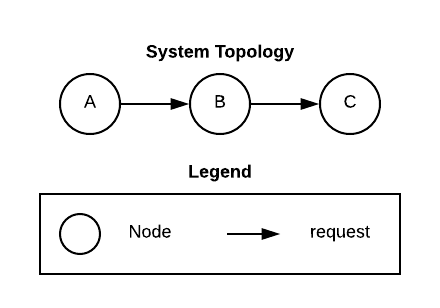 System Topology
A B C
Legend
Node request